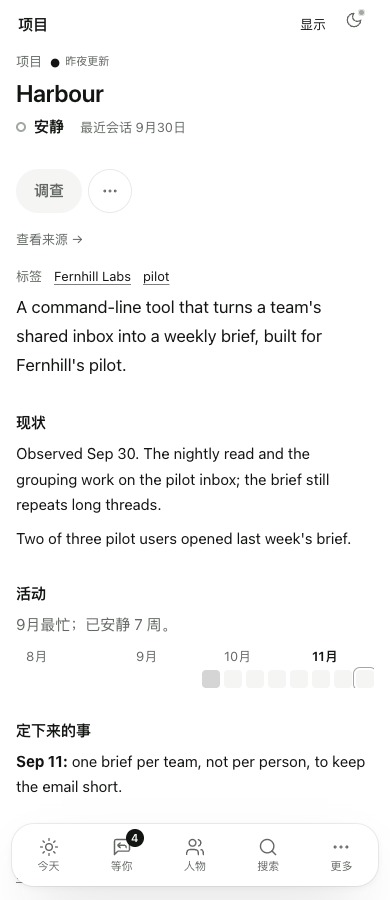 项目
显示
项目 昨夜更新
Harbour
安静 最近会话 9月30日
调查
查看来源 →
标签 Fernhill Labs pilot
A command-line tool that turns a team's
shared inbox into a weekly brief, built for
Fernhill's pilot.
现状
Observed Sep 30. The nightly read and the
grouping work on the pilot inbox; the brief still
repeats long threads.
Two of three pilot users opened last week's brief.
活动
9月最忙；已安静 7 周。
8月 9月 10月 11月
定下来的事
Sep 11: one brief per team, not per person, to keep
the email short.
4
今天 等你 人物 搜索 更多